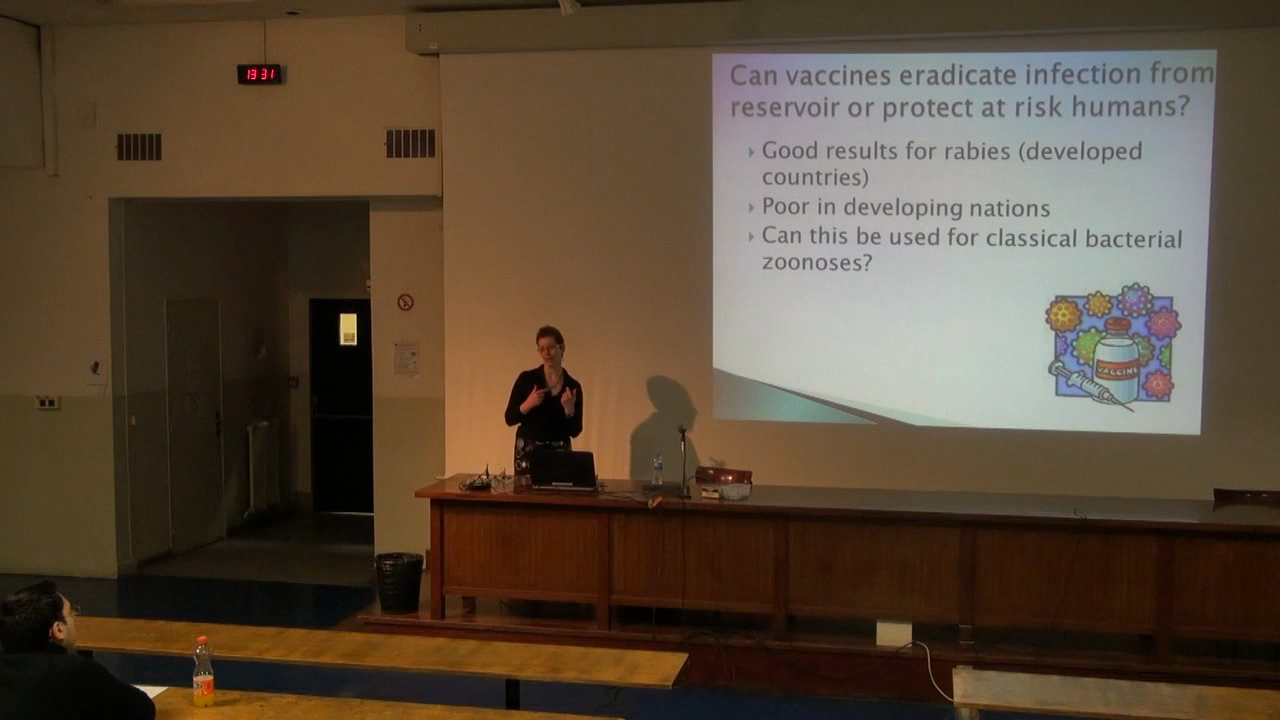 13 31
Can vaccines eradicate infection from
reservoir or protect at risk humans?
Good results for rabies (developed
countries)
Poor in developing nations
Can this be used for classical bacterial
zoonoses?
VACCINE